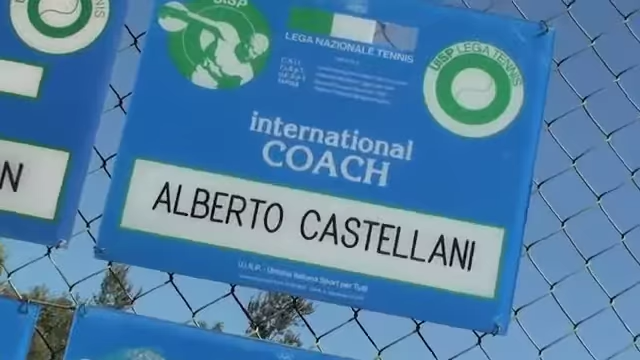 UISP
LEGA NAZIONALE TENNIS
UISP LEGA TENNIS
international
COACH
N
ALBERTO CASTELLANI
U.I.S.P. - Unione Italiana Sport per Tutti